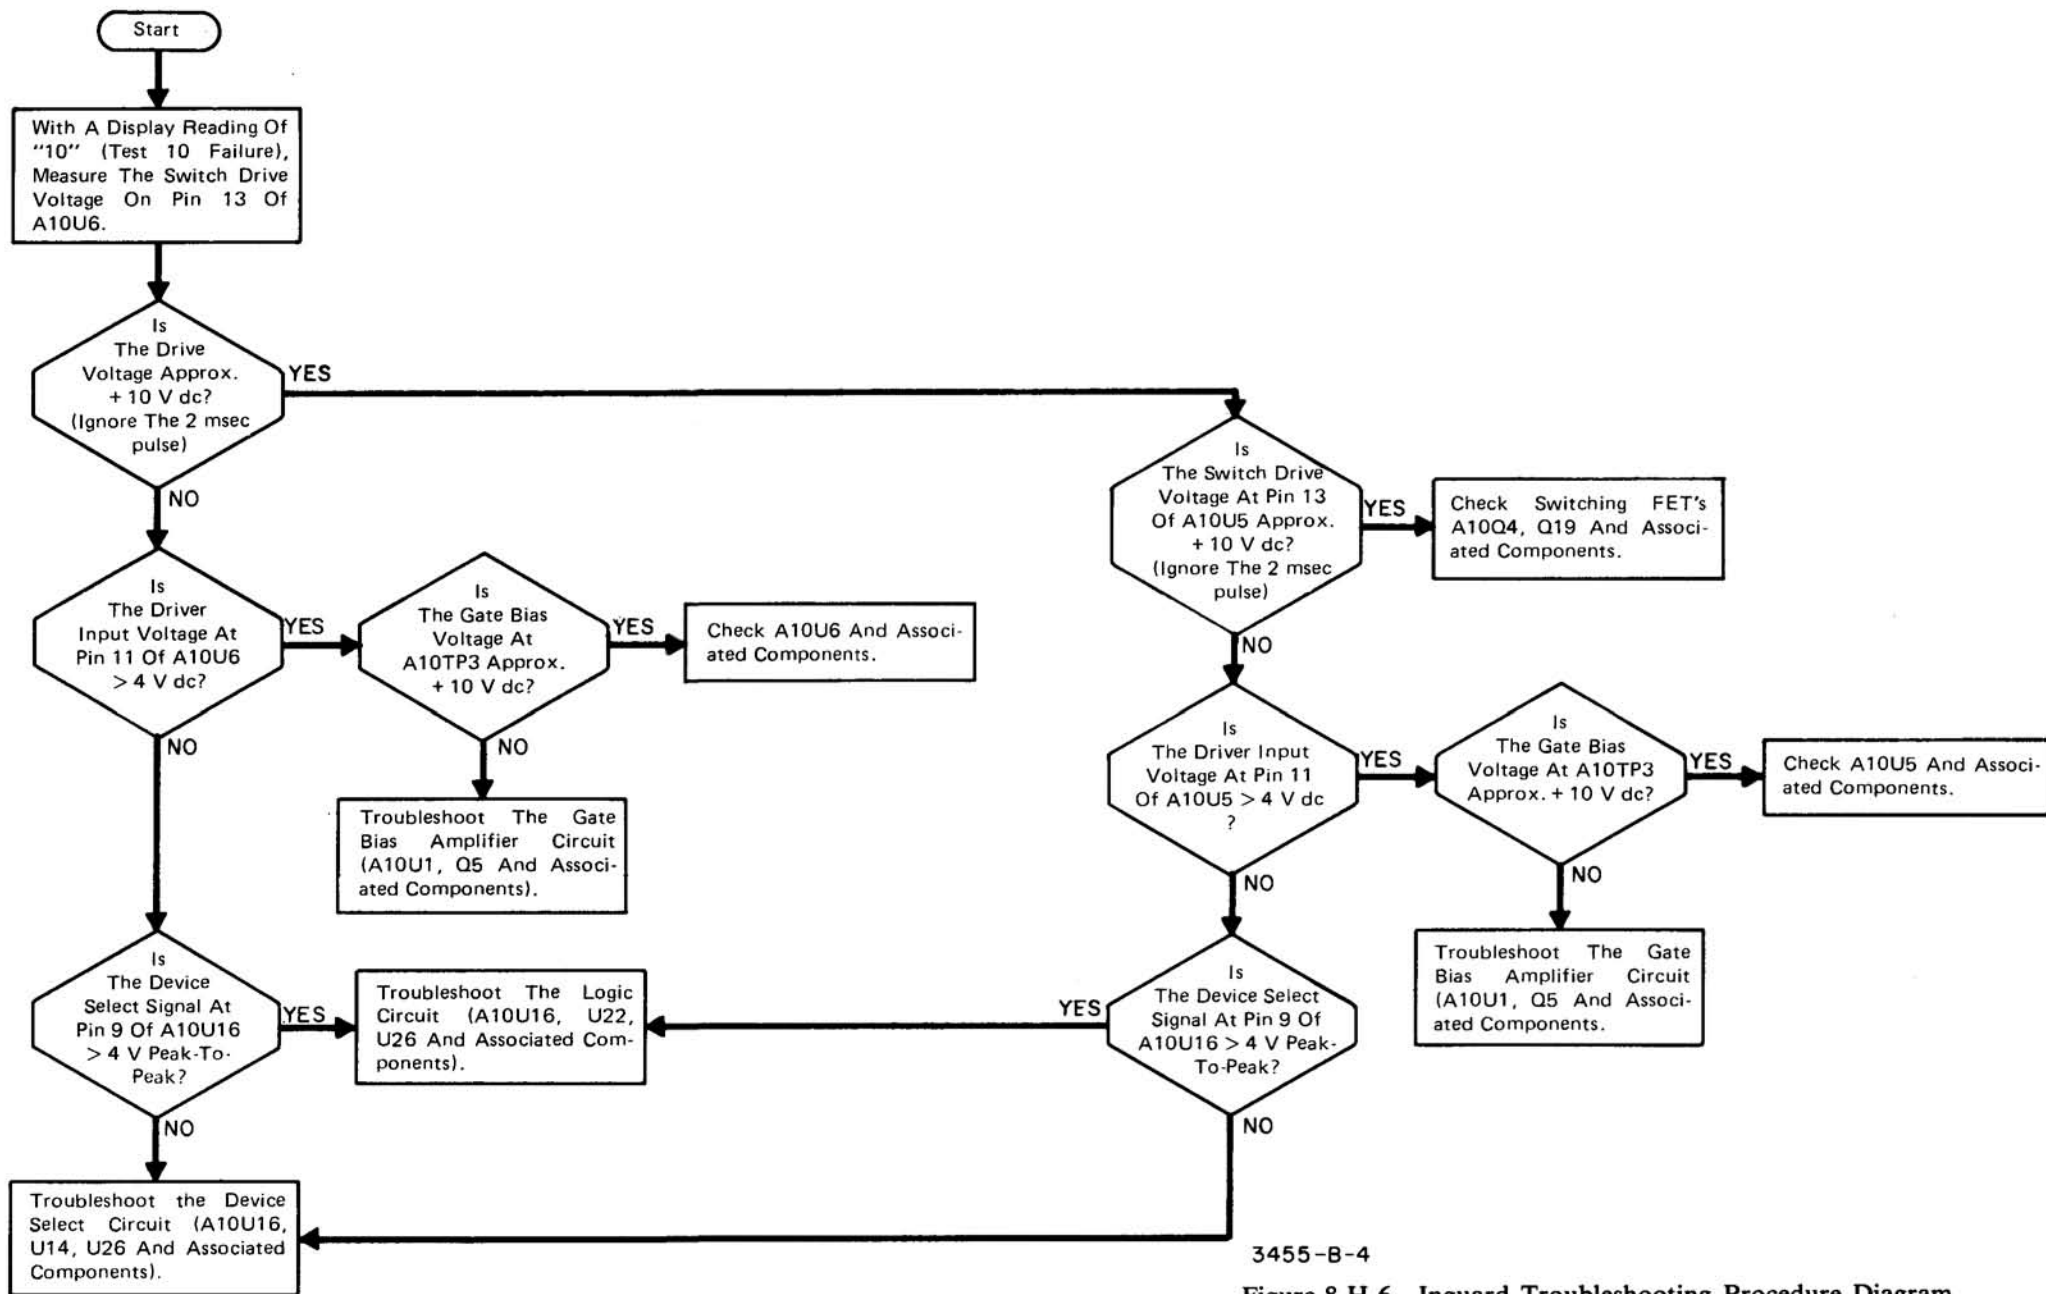 Start
With A Display Reading Of
"10" (Test 10 Failure),
Measure The Switch Drive
Voltage On Pin 13 Of
A10U6.
Is
The Drive
Voltage Approx.
+ 10 V dc?
(Ignore The 2 msec
pulse)
YES
NO
Is
The Driver
Input Voltage At
Pin 11 Of A10U6
> 4 V dc?
YES
NO
Is
The Gate Bias
Voltage At
A10TP3 Approx.
+ 10 V dc?
YES
NO
Check A10U6 And Associ-
ated Components.
Troubleshoot The Gate
Bias Amplifier Circuit
(A10U1, Q5 And Associ-
ated Components).
Is
The Device
Select Signal At
Pin 9 Of A10U16
> 4 V Peak-To-
Peak?
YES
NO
Troubleshoot The Logic
Circuit (A10U16, U22,
U26 And Associated Com-
ponents).
Troubleshoot the Device
Select Circuit (A10U16,
U14, U26 And Associated
Components).
Is
The Switch Drive
Voltage At Pin 13
Of A10U5 Approx.
+ 10 V dc?
(Ignore The 2 msec
pulse)
YES
NO
Check Switching FET's
A10Q4, Q19 And Associ-
ated Components.
Is
The Driver Input
Voltage At Pin 11
Of A10U5 > 4 V dc
?
YES
NO
Is
The Gate Bias
Voltage At A10TP3
Approx. + 10 V dc?
YES
NO
Check A10U5 And Associ-
ated Components.
Troubleshoot The Gate
Bias Amplifier Circuit
(A10U1, Q5 And Associ-
ated Components.
Is
The Device Select
Signal At Pin 9 Of
A10U16 > 4 V Peak-
To-Peak?
YES
NO
3455-B-4
Figure 8-H-6. Inguard Troubleshooting Procedure Diagram